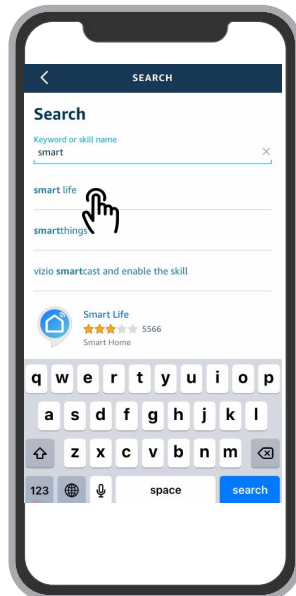 SEARCH
Search
Keyword or skill name
smart
smart life
smartthings
vizio smartcast and enable the skill
Smart Life
5566
Smart Home
q w e r t y u i o p
a s d f g h j k l
z x c v b n m
123 space search